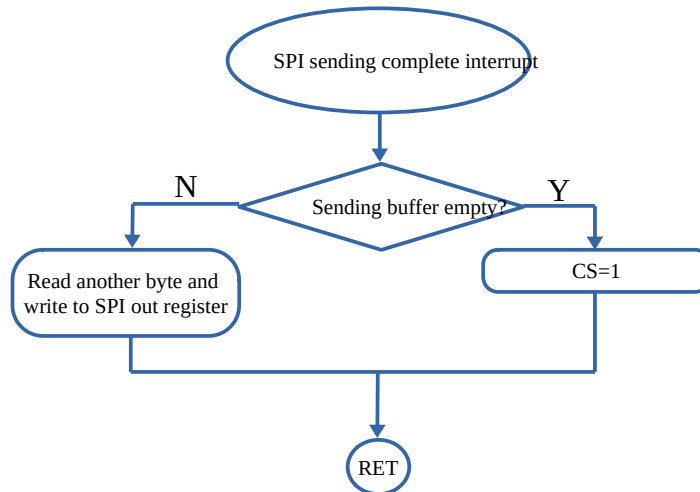 SPI sending complete interrupt
N
Y
Sending buffer empty?
Read another byte and
write to SPI out register
CS=1
RET